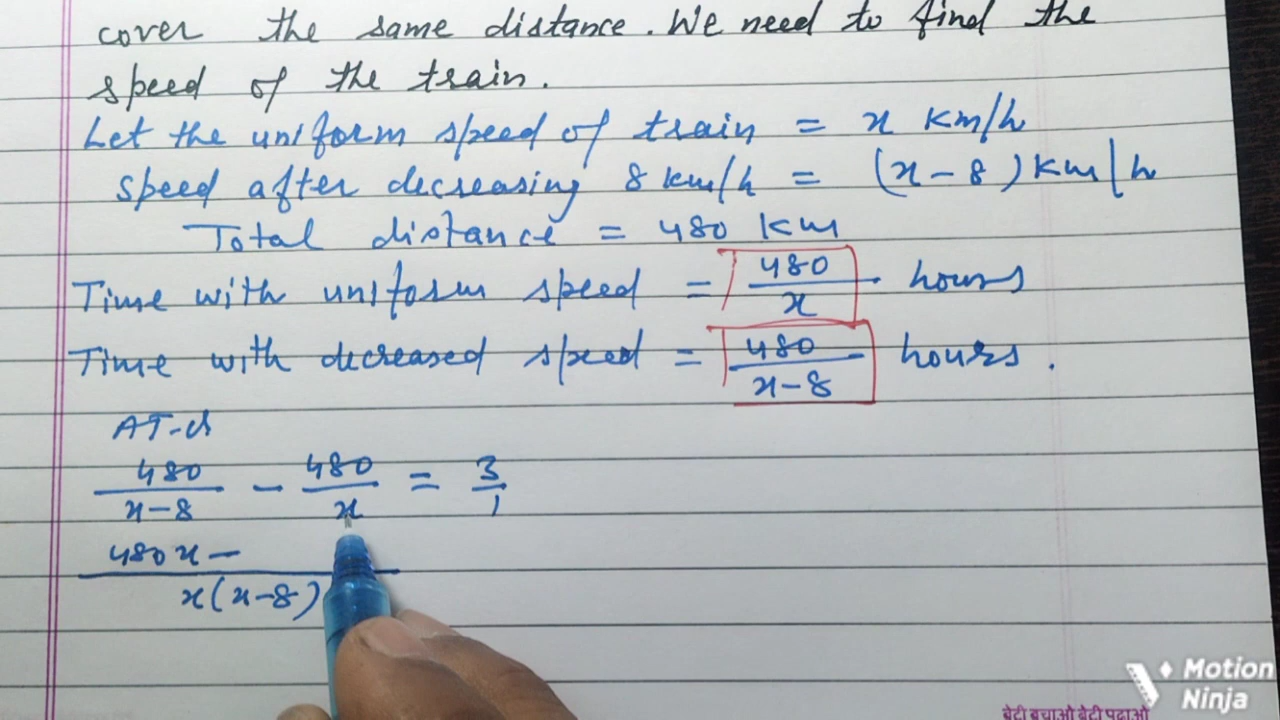 cover the same distance. We need to find the
speed of the train.
Let the uniform speed of train = x km/h
speed after decreasing 8 km/h = (x-8) km/h
Total distance = 480 km
Time with uniform speed = 480/x hours
Time with decreased speed = 480/x-8 hours.
AT-Q
480/x-8 - 480/x = 3/1
480x -
x(x-8)
Motion
Ninja
बेटी बचाओ बेटी पढ़ाओ